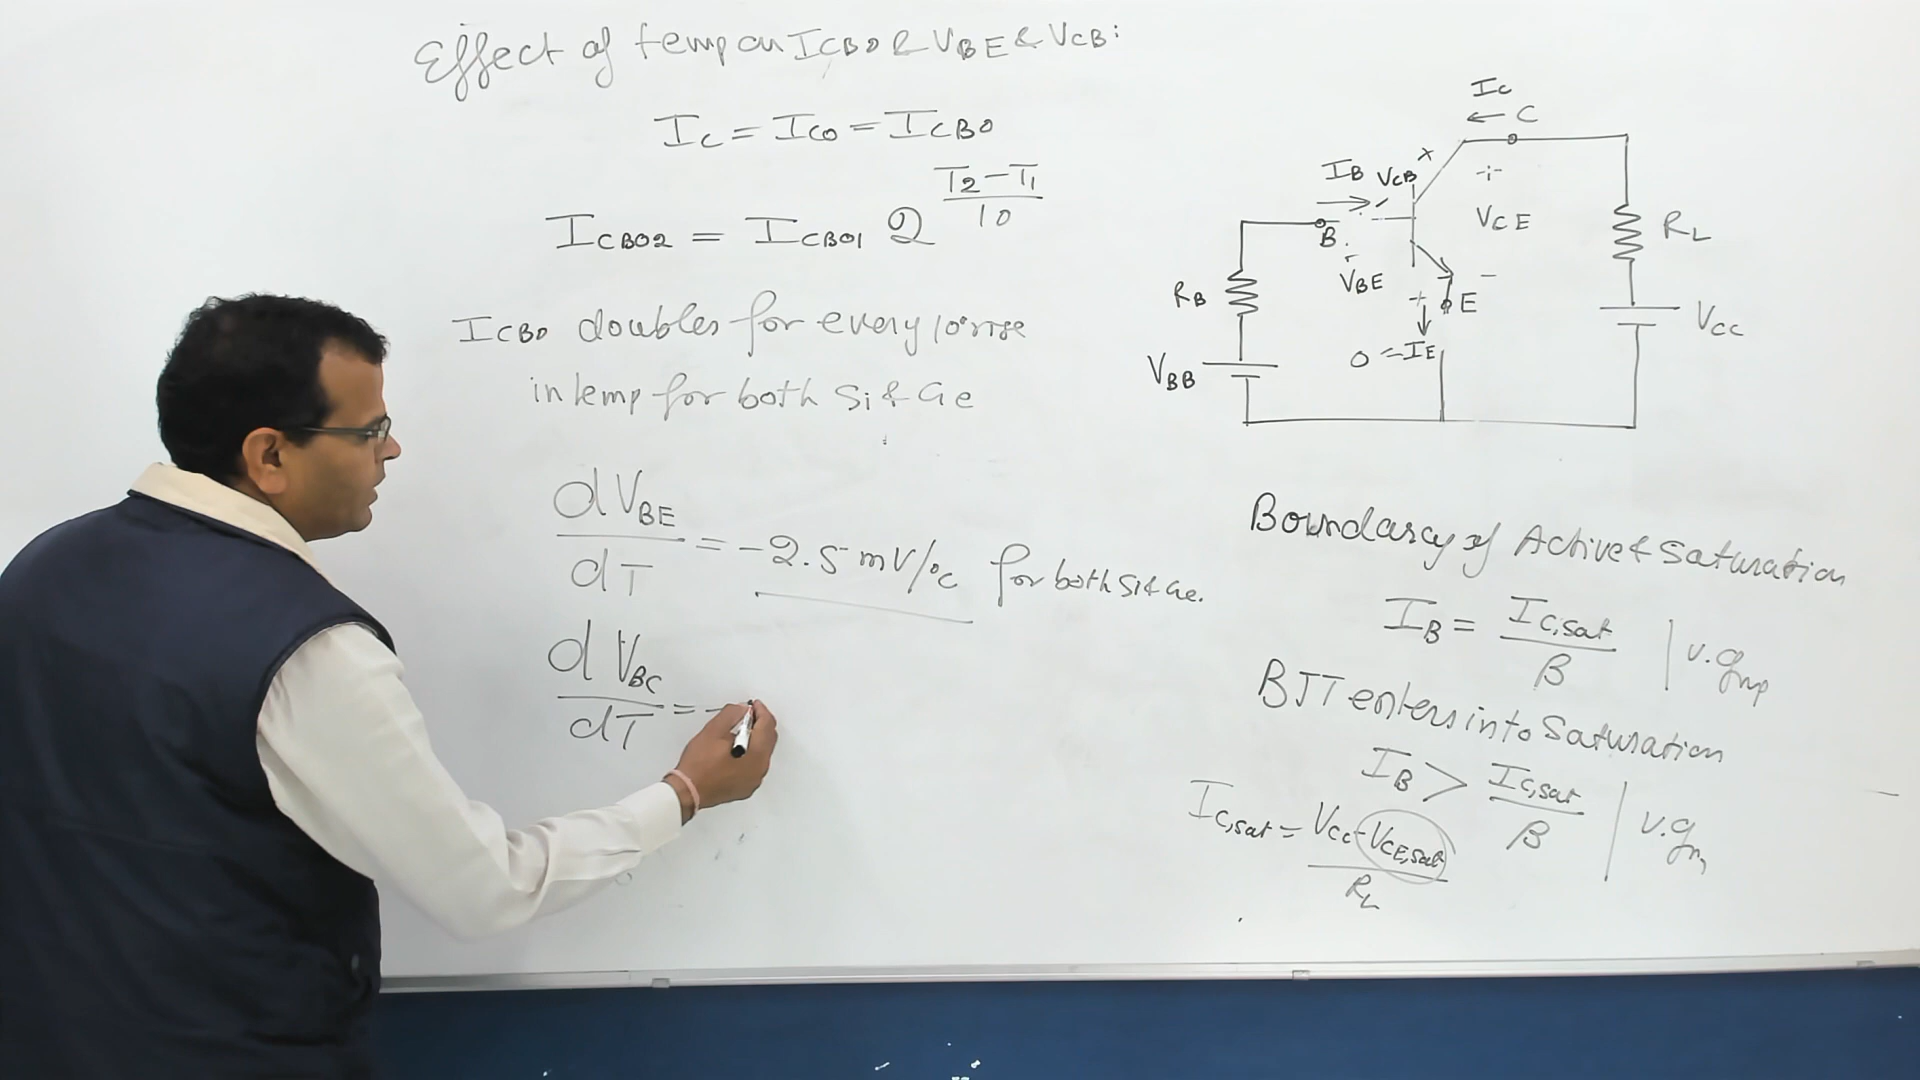 Effect of temp on ICBO & VBE & VCB:
IC = ICO = ICBO
ICBO2 = ICBO1 2^((T2-T1)/10)
ICBO doubles for every 10° rise
in temp for both Si & Ge
dVBE/dT = -2.5 mV/°C for both Si & Ge.
dVBC/dT = -
IC
C
IB
VCB
+
VCE
RL
B
VBE
RB
-
+
E
0 = IE
VCC
VBB
Boundary of Active & Saturation
IB = IC,sat/β | v.gmp
BJT enters into Saturation
IB > IC,sat/β
IC,sat = (VCC-VCE,sat)/RL